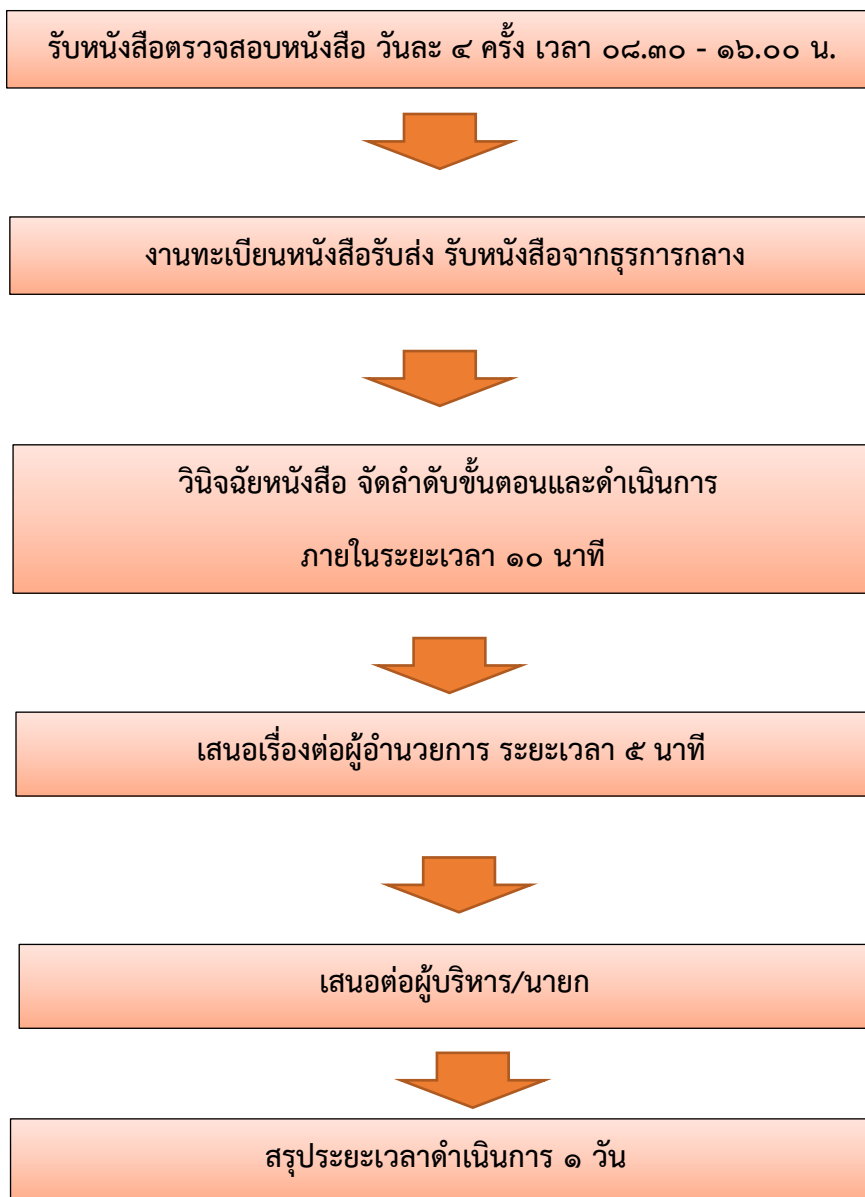 รับหนังสือตรวจสอบหนังสือ วันละ ๔ ครั้ง เวลา ๐๘.๓๐ - ๑๖.๐๐ น.
งานทะเบียนหนังสือรับส่ง รับหนังสือจากธุรการกลาง
วินิจฉัยหนังสือ จัดลำดับขั้นตอนและดำเนินการ
ภายในระยะเวลา ๑๐ นาที
เสนอเรื่องต่อผู้อำนวยการ ระยะเวลา ๕ นาที
เสนอต่อผู้บริหาร/นายก
สรุประยะเวลาดำเนินการ ๑ วัน